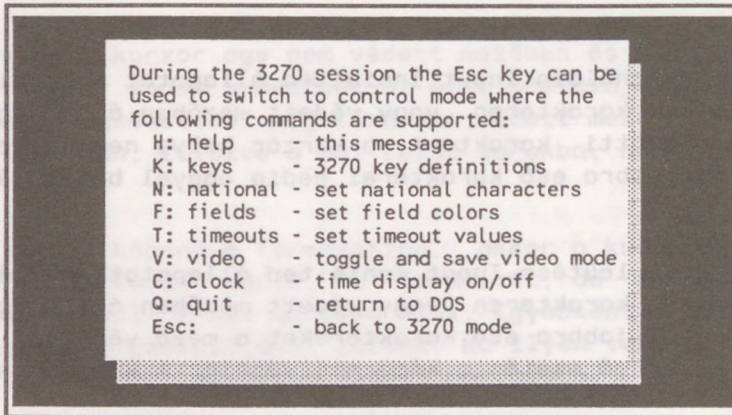 During the 3270 session the Esc key can be
used to switch to control mode where the
following commands are supported:
H: help - this message
K: keys - 3270 key definitions
N: national - set national characters
F: fields - set field colors
T: timeouts - set timeout values
V: video - toggle and save video mode
C: clock - time display on/off
Q: quit - return to DOS
Esc: - back to 3270 mode